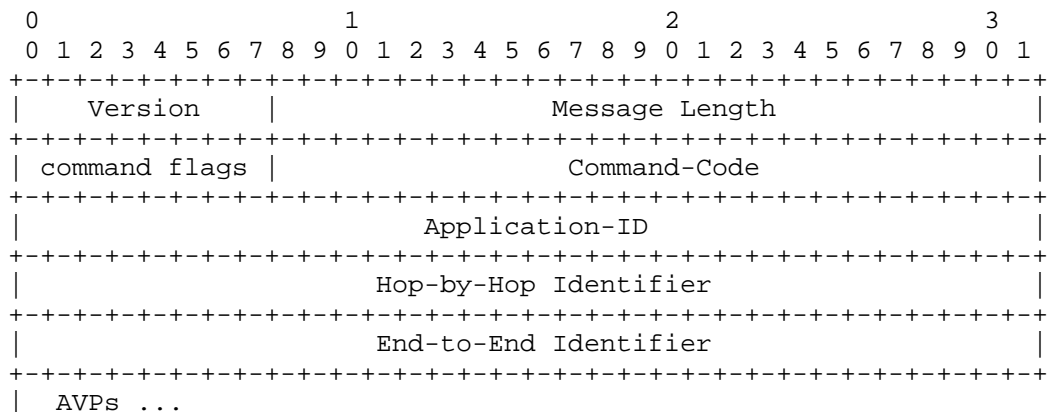 0                   1                   2                   3
 0 1 2 3 4 5 6 7 8 9 0 1 2 3 4 5 6 7 8 9 0 1 2 3 4 5 6 7 8 9 0 1
+-+-+-+-+-+-+-+-+-+-+-+-+-+-+-+-+-+-+-+-+-+-+-+-+-+-+-+-+-+-+-+-+
|    Version    |                 Message Length                |
+-+-+-+-+-+-+-+-+-+-+-+-+-+-+-+-+-+-+-+-+-+-+-+-+-+-+-+-+-+-+-+-+
| command flags |                  Command-Code                 |
+-+-+-+-+-+-+-+-+-+-+-+-+-+-+-+-+-+-+-+-+-+-+-+-+-+-+-+-+-+-+-+-+
|                         Application-ID                        |
+-+-+-+-+-+-+-+-+-+-+-+-+-+-+-+-+-+-+-+-+-+-+-+-+-+-+-+-+-+-+-+-+
|                      Hop-by-Hop Identifier                    |
+-+-+-+-+-+-+-+-+-+-+-+-+-+-+-+-+-+-+-+-+-+-+-+-+-+-+-+-+-+-+-+-+
|                      End-to-End Identifier                    |
+-+-+-+-+-+-+-+-+-+-+-+-+-+-+-+-+-+-+-+-+-+-+-+-+-+-+-+-+-+-+-+-+
|  AVPs ...